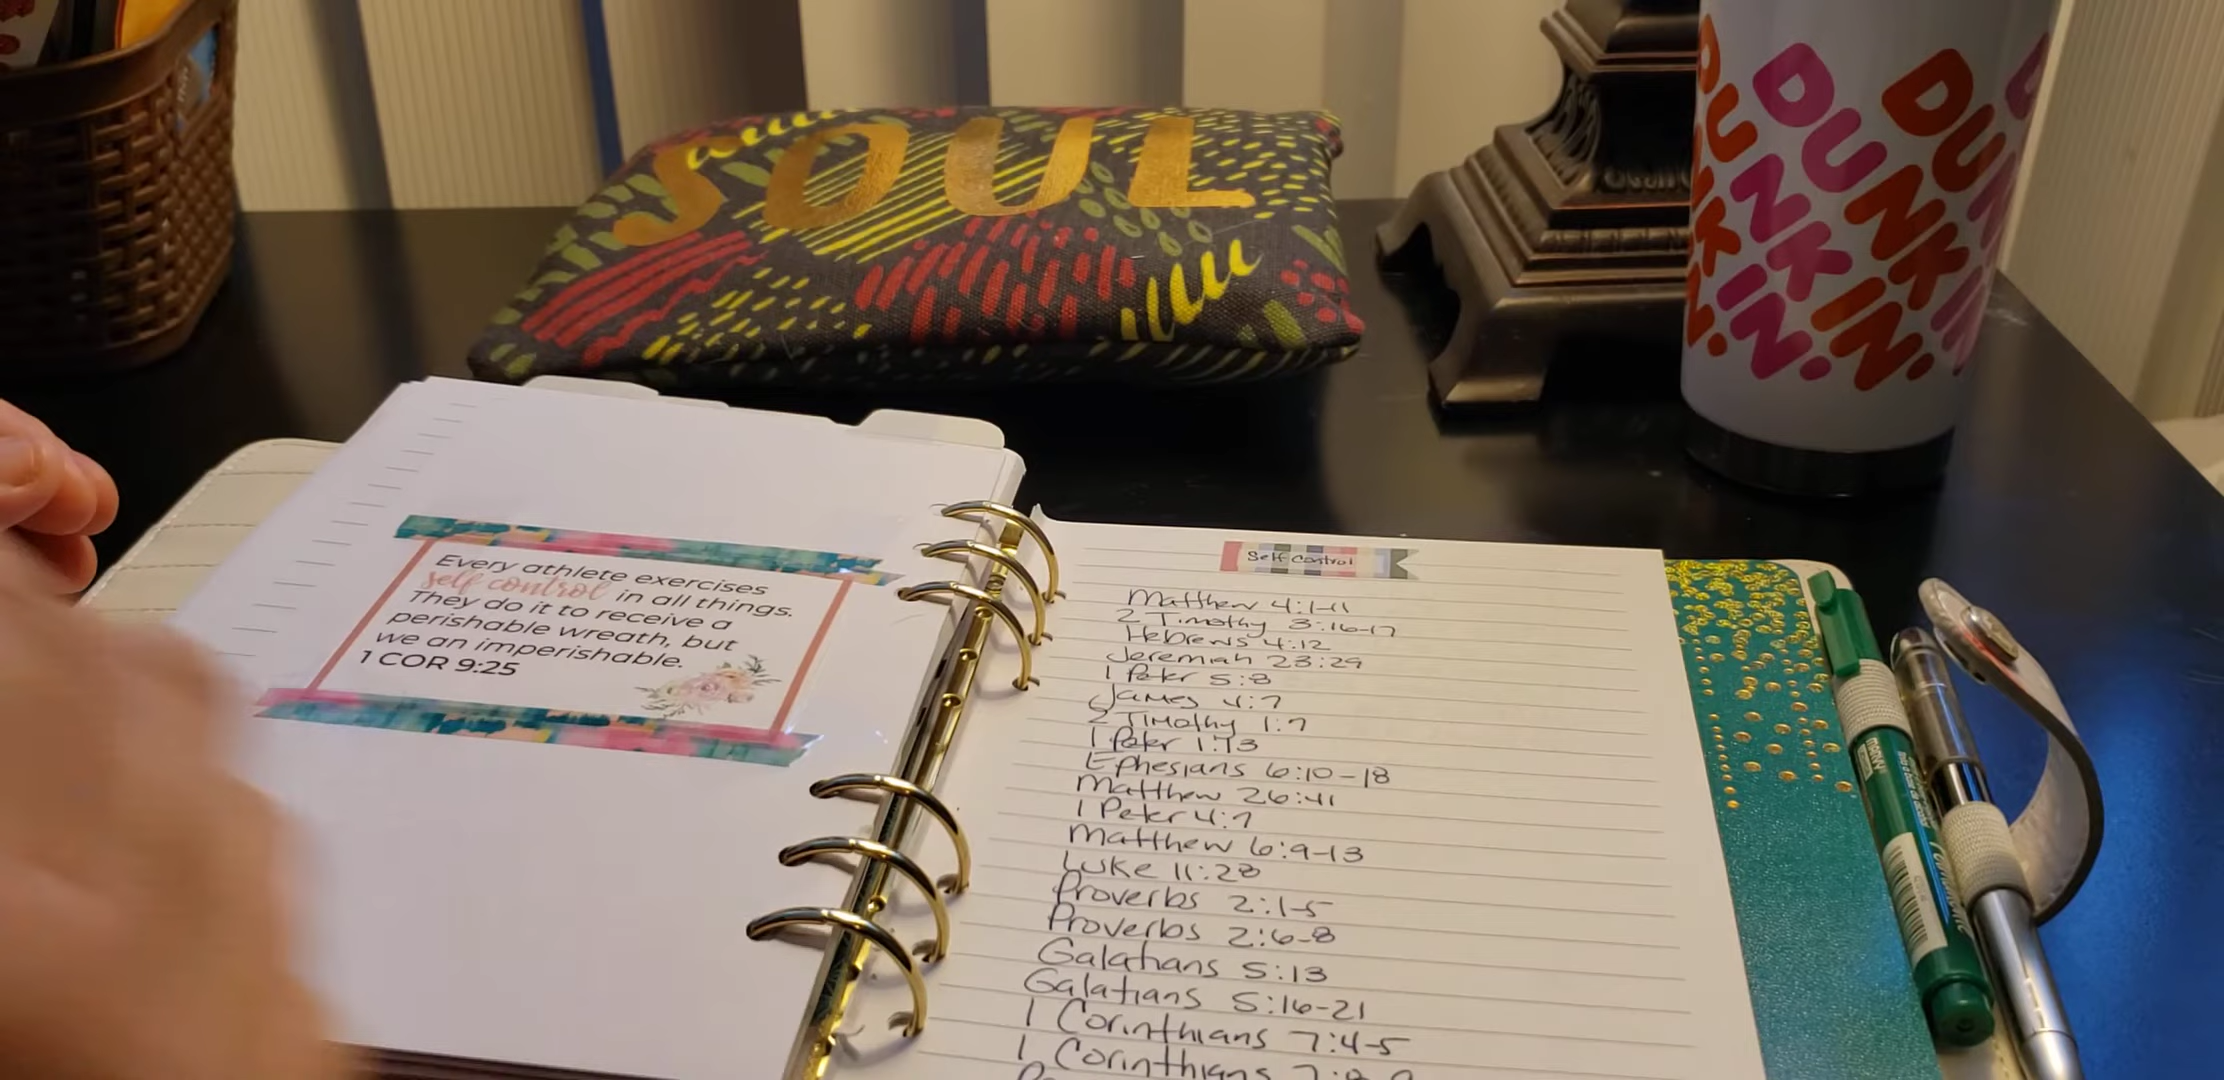 SOUL
DUNKIN'
DUNKIN'
DUNKIN'
Every athlete exercises
self control in all things.
They do it to receive a
perishable wreath, but
we an imperishable.
1 COR 9:25
Self Control
Matthew 4:1-11
2 Timothy 3:16-17
Hebrews 4:12
Jeremiah 23:29
1 Peter 5:8
James 4:7
2 Timothy 1:7
1 Peter 1:13
Ephesians 6:10-18
Matthew 26:41
1 Peter 4:7
Matthew 6:9-13
Luke 11:28
Proverbs 2:1-5
Proverbs 2:6-8
Galatians 5:13
Galatians 5:16-21
1 Corinthians 7:4-5
1 Corinthians